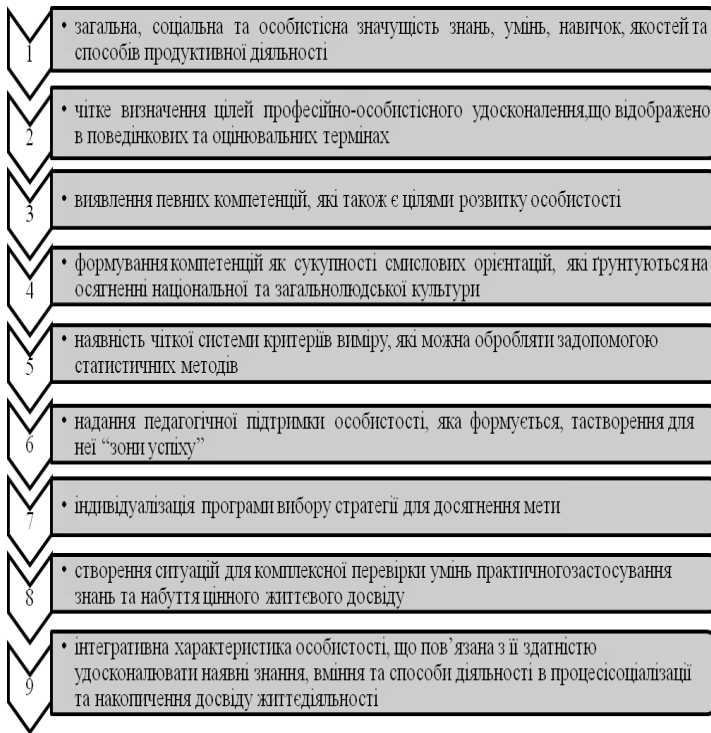 1
• загальна, соціальна та особистісна значущість знань, умінь, навичок, якостей та
способів продуктивної діяльності
2
• чітке визначення цілей професійно-особистісного удосконалення,що відображено
в поведінкових та оцінювальних термінах
3
• виявлення певних компетенцій, які також є цілями розвитку особистості
4
• формування компетенцій як сукупності смислових орієнтацій, які ґрунтуються на
осягненні національної та загальнолюдської культури
5
• наявність чіткої системи критеріїв виміру, які можна обробляти задопомогою
статистичних методів
6
• надання педагогічної підтримки особистості, яка формується, тастворення для
неї “зони успіху”
7
• індивідуалізація програми вибору стратегії для досягнення мети
8
• створення ситуацій для комплексної перевірки умінь практичногозастосування
знань та набуття цінного життєвого досвіду
9
• інтегративна характеристика особистості, що пов’язана з її здатністю
удосконалювати наявні знання, вміння та способи діяльності в процесісоціалізації
та накопичення досвіду життєдіяльності